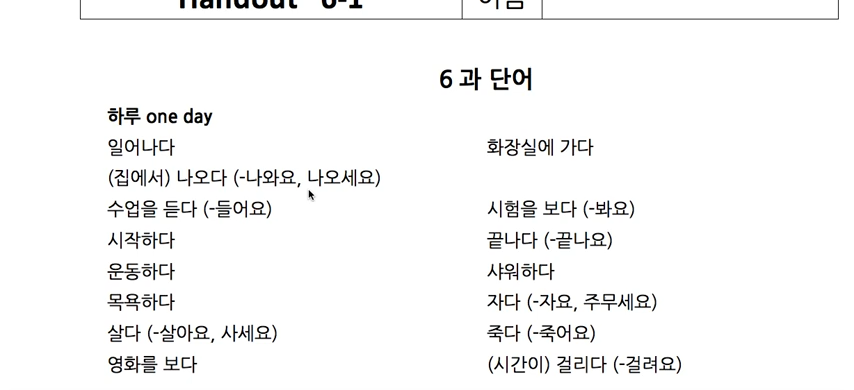 Handout 6-1 이름
6 과 단어
하루 one day
일어나다 화장실에 가다
(집에서) 나오다 (-나와요, 나오세요)
수업을 듣다 (-들어요) 시험을 보다 (-봐요)
시작하다 끝나다 (-끝나요)
운동하다 샤워하다
목욕하다 자다 (-자요, 주무세요)
살다 (-살아요, 사세요) 죽다 (-죽어요)
영화를 보다 (시간이) 걸리다 (-걸려요)